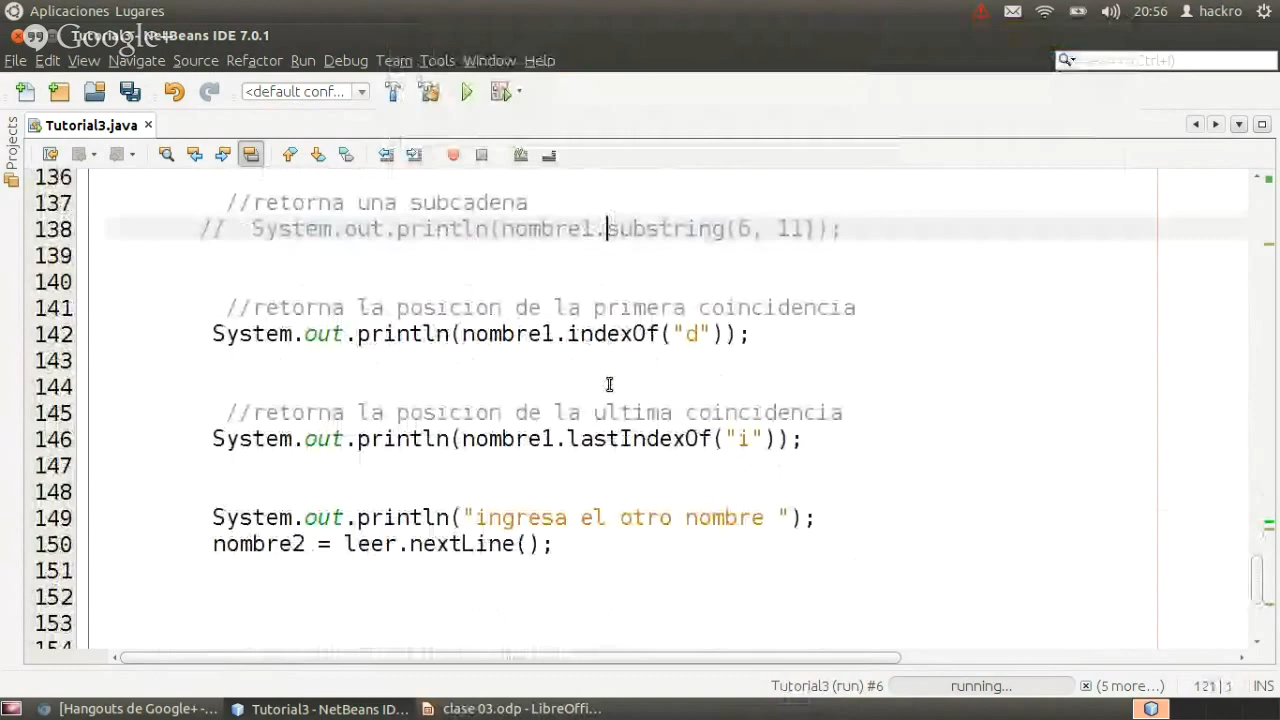 Aplicaciones Lugares
20:56
hackro
Google+
Tutorial3 - NetBeans IDE 7.0.1
File Edit View Navigate Source Refactor Run Debug Team Tools Window Help
<default conf...
Tutorial3.java
Projects
136
137 //retorna una subcadena
138 // System.out.println(nombre1.substring(6, 11));
139
140
141 //retorna la posicion de la primera coincidencia
142 System.out.println(nombre1.indexOf("d"));
143
144
145 //retorna la posicion de la ultima coincidencia
146 System.out.println(nombre1.lastIndexOf("i"));
147
148
149 System.out.println("ingresa el otro nombre ");
150 nombre2 = leer.nextLine();
151
152
153
154
Tutorial3 (run) #6 running... (5 more...) 121|1 INS
[Hangouts de Google+ -... Tutorial3 - NetBeans ID... clase 03.odp - LibreOffi...